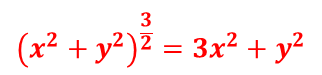 (x² + y²)^{3/2} = 3x² + y²